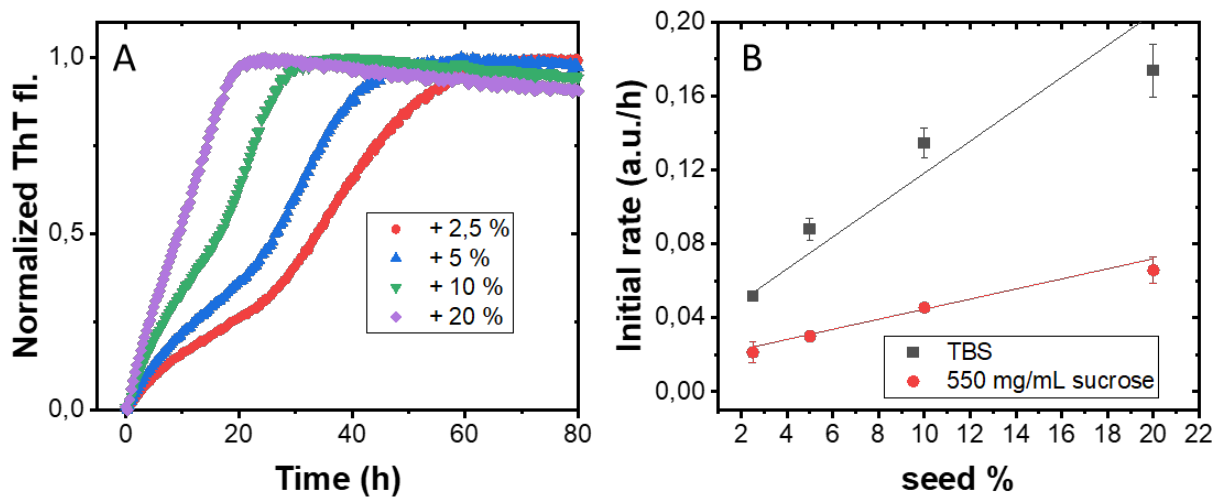 A
Normalized ThT fl.
1,0
0,5
0,0
+ 2,5 %
+ 5 %
+ 10 %
+ 20 %
0
20
40
60
80
Time (h)
B
Initial rate (a.u./h)
0,20
0,16
0,12
0,08
0,04
0,00
TBS
550 mg/mL sucrose
2
4
6
8
10
12
14
16
18
20
22
seed %